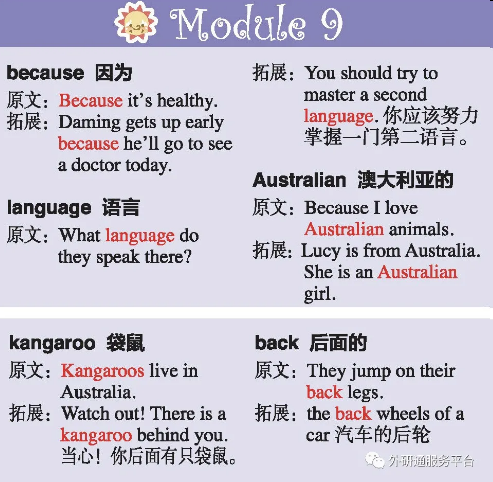 Module 9
because 因为
原文：Because it's healthy.
拓展：Daming gets up early
because he'll go to see
a doctor today.
language 语言
原文：What language do
they speak there?
拓展：You should try to
master a second
language. 你应该努力
掌握一门第二语言。
Australian 澳大利亚的
原文：Because I love
Australian animals.
拓展：Lucy is from Australia.
She is an Australian
girl.
kangaroo 袋鼠
原文：Kangaroos live in
Australia.
拓展：Watch out! There is a
kangaroo behind you.
当心！你后面有只袋鼠。
back 后面的
原文：They jump on their
back legs.
拓展：the back wheels of a
car 汽车的后轮
外研通服务平台